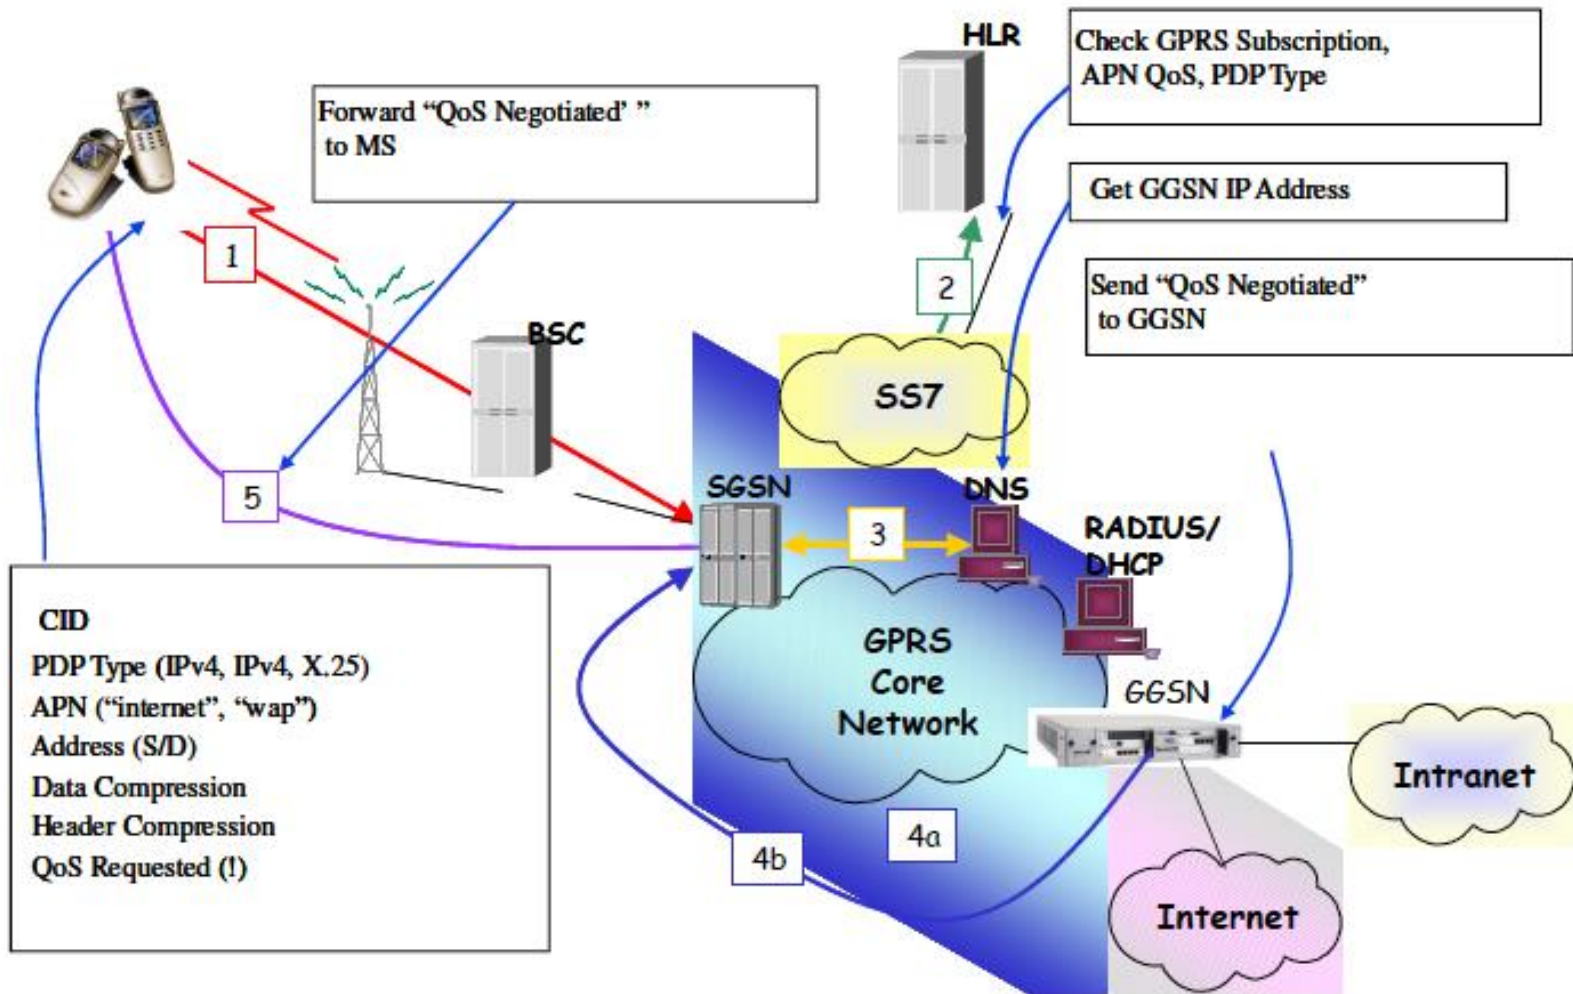 HLR
Check GPRS Subscription,
APN QoS, PDP Type
Forward “QoS Negotiated’ ”
to MS
Get GGSN IP Address
1
2
Send “QoS Negotiated”
to GGSN
BSC
SS7
5
SGSN
DNS
3
RADIUS/
DHCP
CID
PDP Type (IPv4, IPv4, X.25)
APN (“internet”, “wap”)
Address (S/D)
Data Compression
Header Compression
QoS Requested (!)
GPRS
Core
Network
GGSN
Intranet
4a
4b
Internet